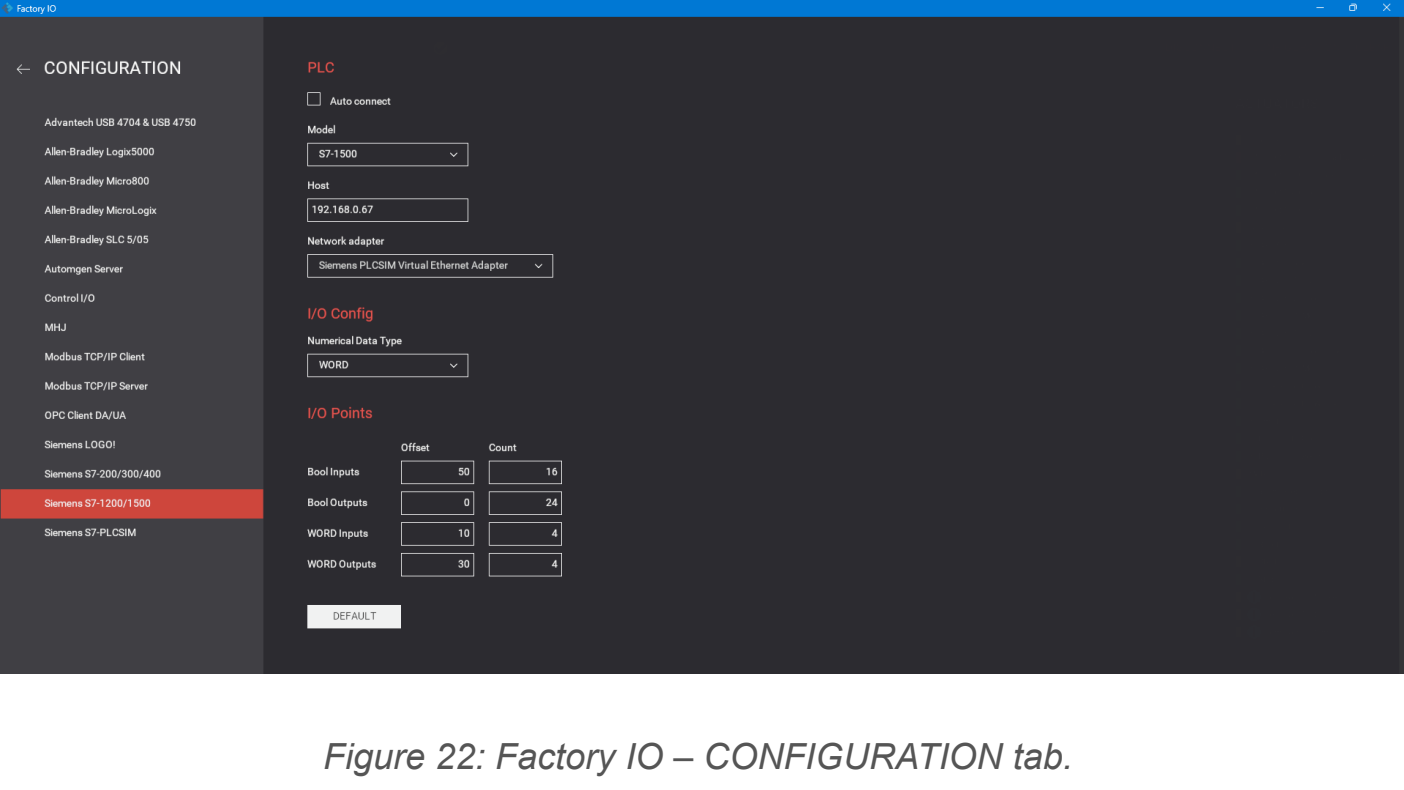 Factory IO
CONFIGURATION
Advantech USB 4704 & USB 4750
Allen-Bradley Logix5000
Allen-Bradley Micro800
Allen-Bradley MicroLogix
Allen-Bradley SLC 5/05
Automgen Server
Control I/O
MHJ
Modbus TCP/IP Client
Modbus TCP/IP Server
OPC Client DA/UA
Siemens LOGO!
Siemens S7-200/300/400
Siemens S7-1200/1500
Siemens S7-PLCSIM
PLC
Auto connect
Model
S7-1500
Host
192.168.0.67
Network adapter
Siemens PLCSIM Virtual Ethernet Adapter
I/O Config
Numerical Data Type
WORD
I/O Points
Offset Count
Bool Inputs 50 16
Bool Outputs 0 24
WORD Inputs 10 4
WORD Outputs 30 4
DEFAULT
Figure 22: Factory IO – CONFIGURATION tab.